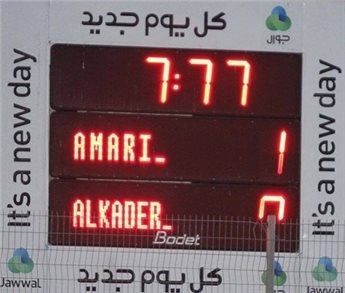 كل يوم جديد
جوال
It's a new day
7:77
AMARI_ 1
ALKADER_
Bodet
It's a new day
Jawwal
كل يوم جديد
Jawwal